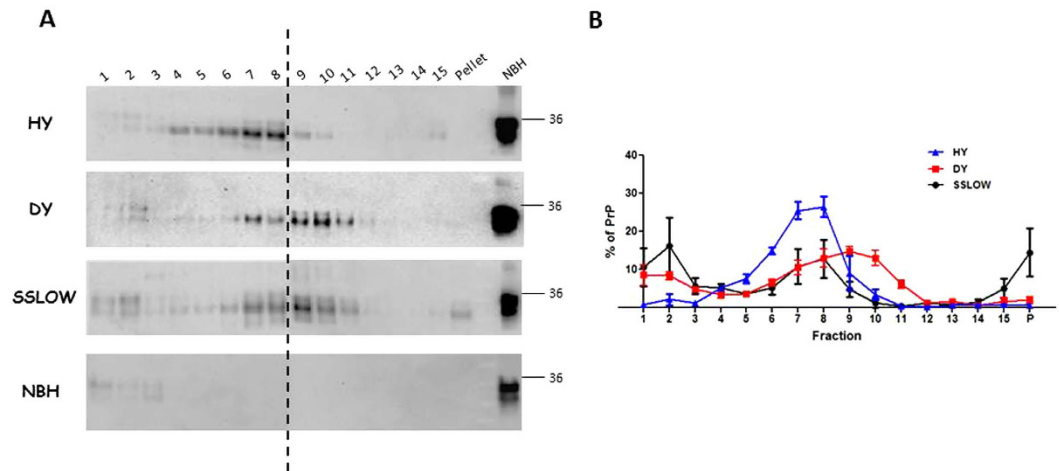 A
1 2 3 4 5 6 7 8 9 10 11 12 13 14 15 Pellet NBH
HY
36
DY
36
SSLOW
36
NBH
36
B
HY
DY
SSLOW
% of PrP
40
30
20
10
1 2 3 4 5 6 7 8 9 10 11 12 13 14 15 P
Fraction